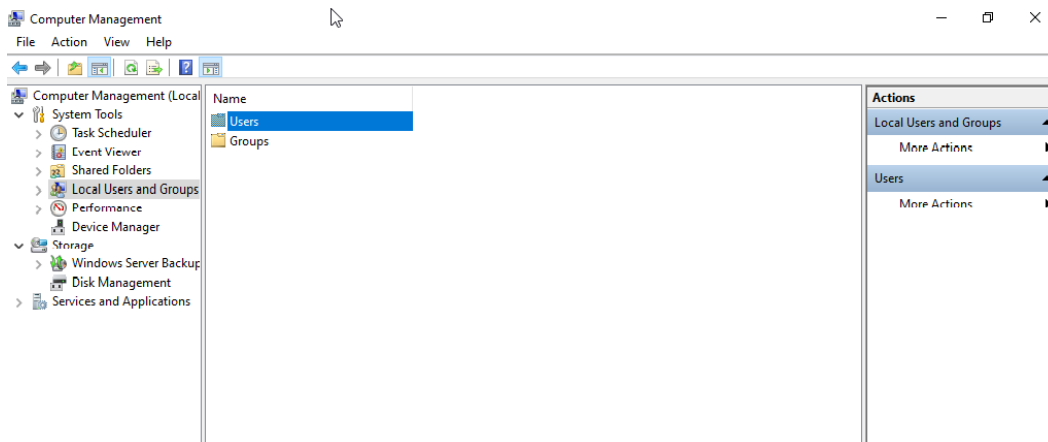 Computer Management
File Action View Help
Computer Management (Local
System Tools
Task Scheduler
Event Viewer
Shared Folders
Local Users and Groups
Performance
Device Manager
Storage
Windows Server Backup
Disk Management
Services and Applications
Name
Users
Groups
Actions
Local Users and Groups
More Actions
Users
More Actions